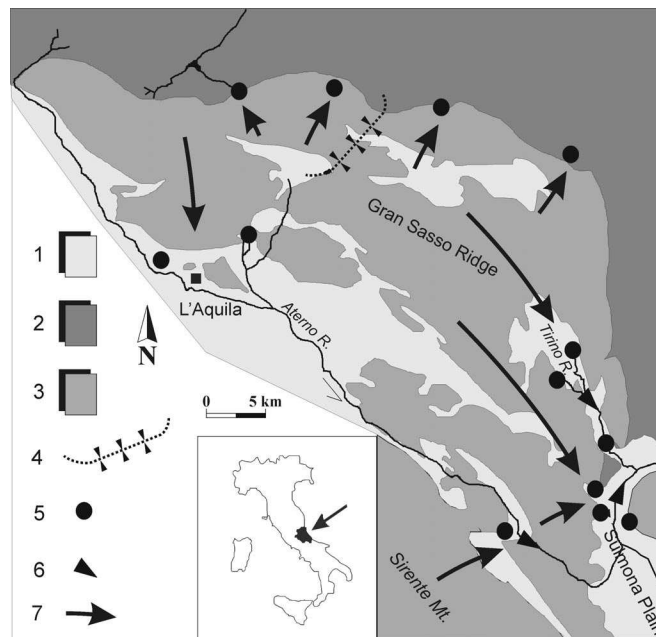 Gran Sasso Ridge
1
L'Aquila
Aterno R.
Tirino R.
N
2
3
0 5 km
4
5
6
7
Sirente Mt.
Sulmona Plain